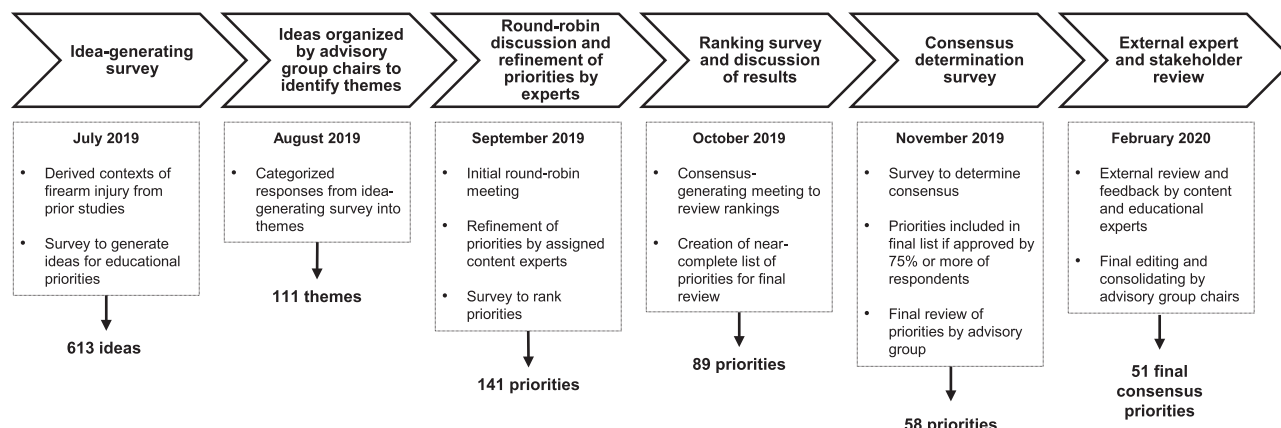 Idea-generating
survey
Ideas organized
by advisory
group chairs to
identify themes
Round-robin
discussion and
refinement of
priorities by
experts
Ranking survey
and discussion
of results
Consensus
determination
survey
External expert
and stakeholder
review
July 2019
• Derived contexts of
firearm injury from
prior studies
• Survey to generate
ideas for educational
priorities
613 ideas
August 2019
• Categorized
responses from idea-
generating survey into
themes
111 themes
September 2019
• Initial round-robin
meeting
• Refinement of
priorities by assigned
content experts
• Survey to rank
priorities
141 priorities
October 2019
• Consensus-
generating meeting to
review rankings
• Creation of near-
complete list of
priorities for final
review
89 priorities
November 2019
• Survey to determine
consensus
• Priorities included in
final list if approved by
75% or more of
respondents
• Final review of
priorities by advisory
group
58 priorities
February 2020
• External review and
feedback by content
and educational
experts
• Final editing and
consolidating by
advisory group chairs
51 final
consensus
priorities